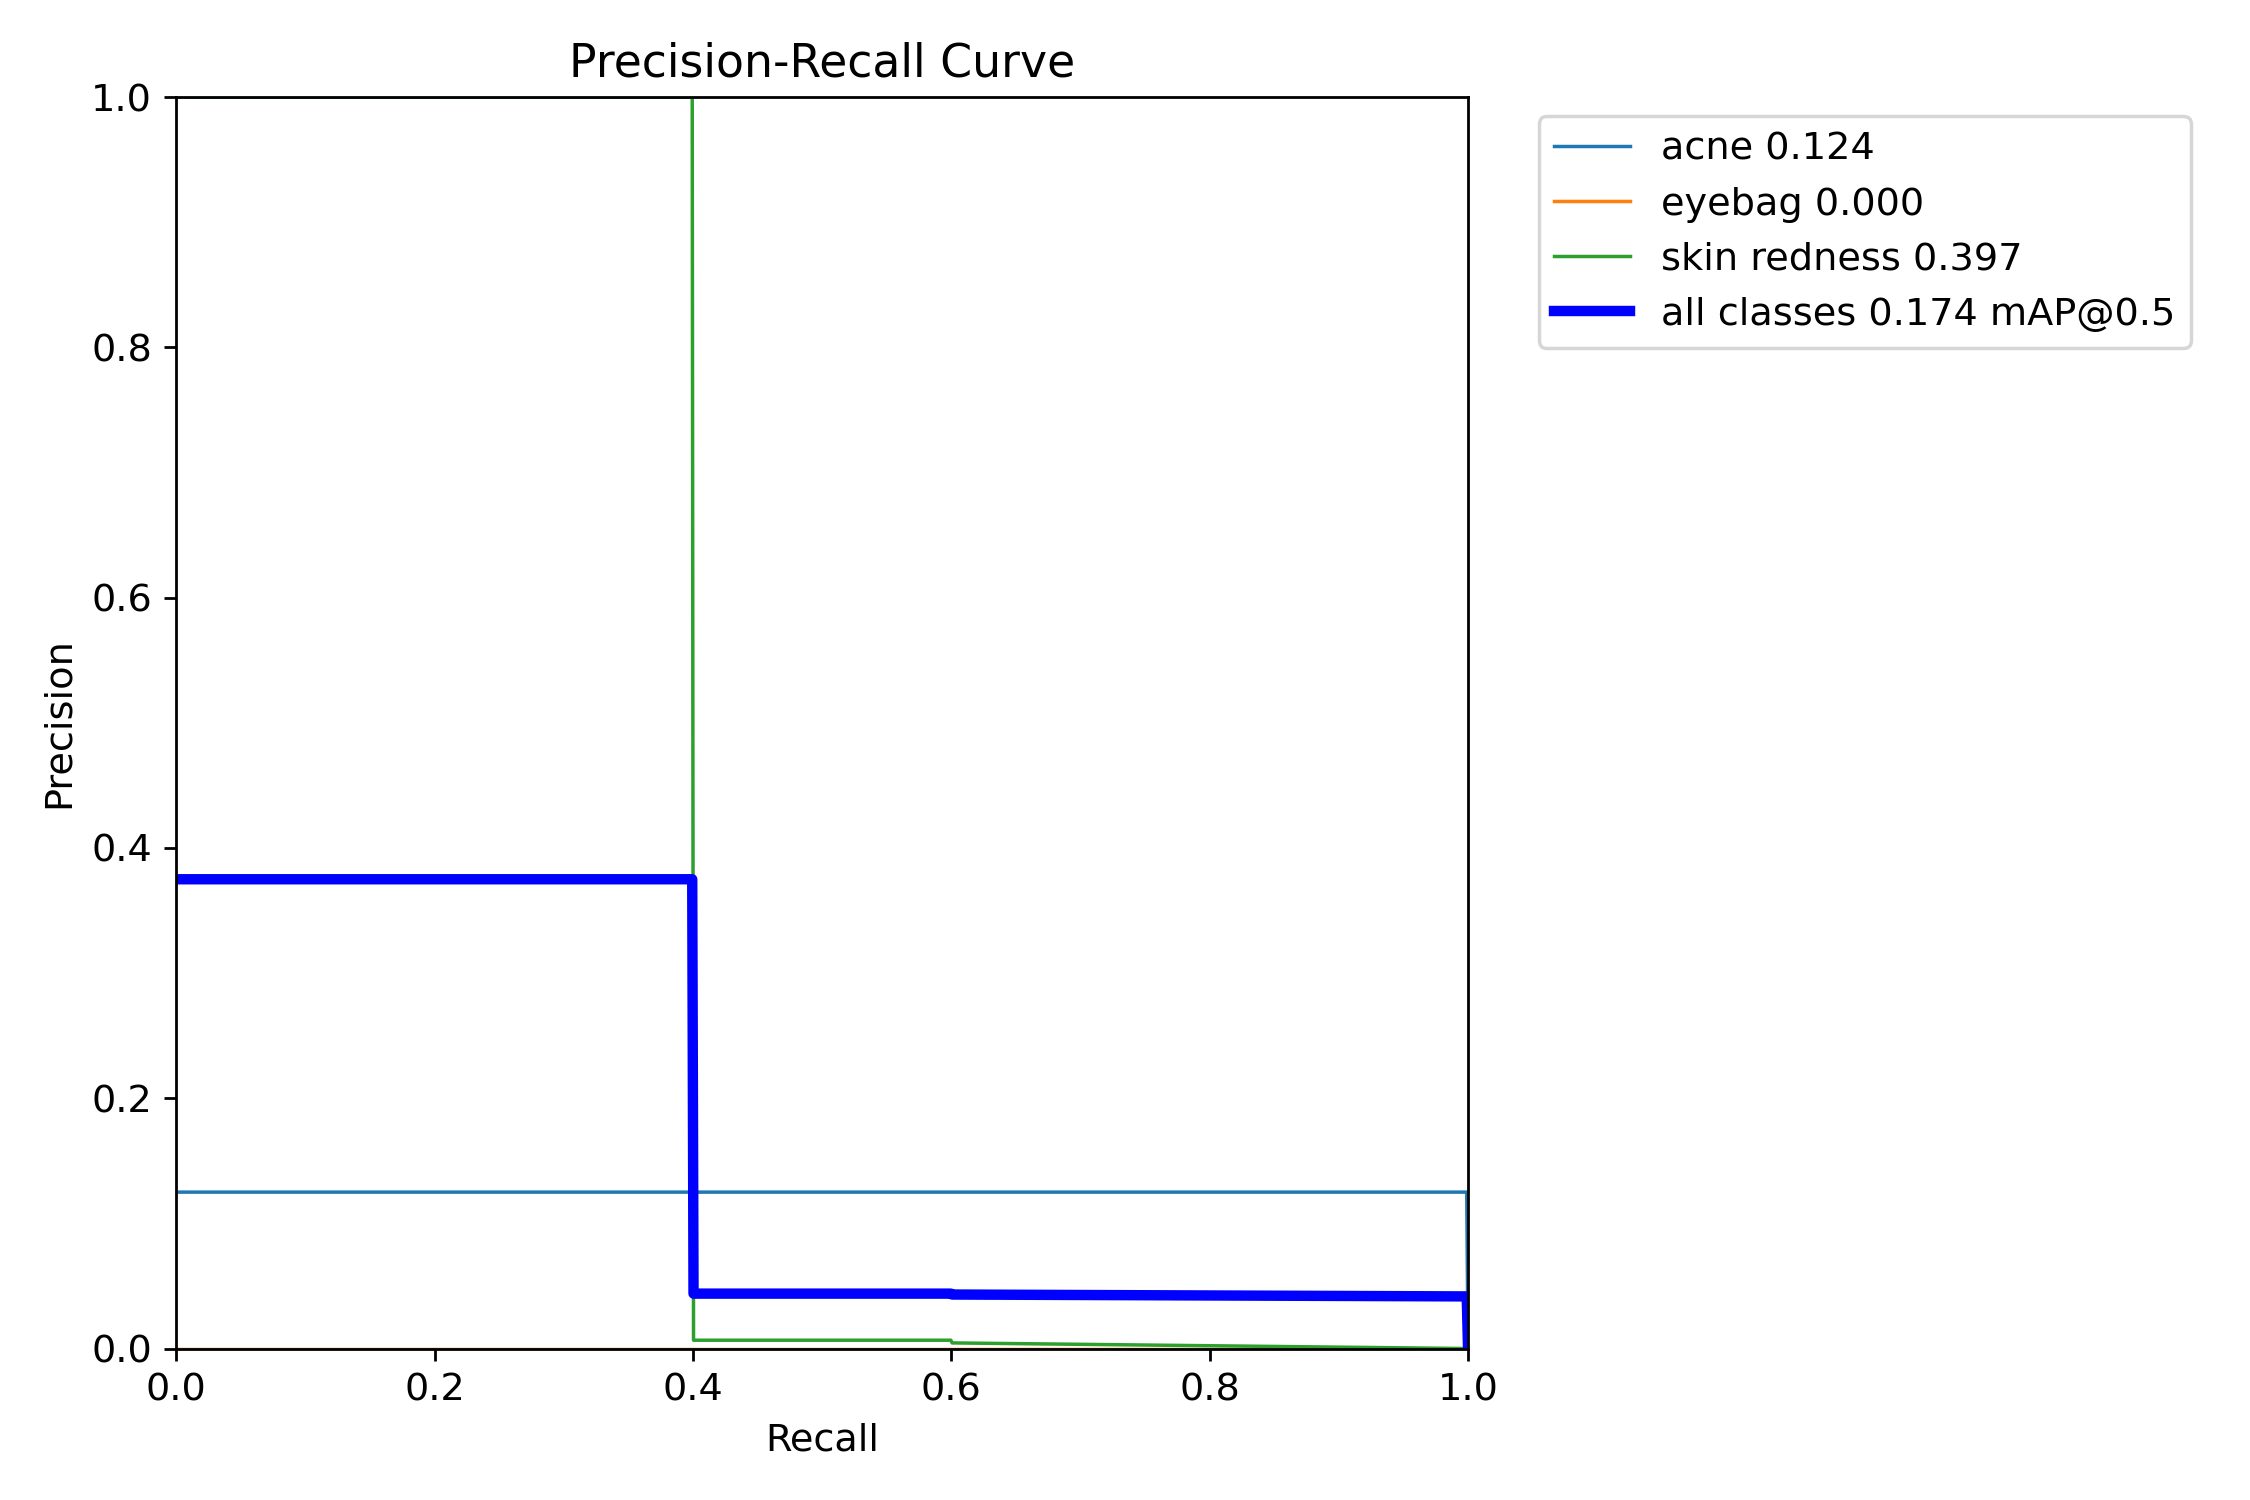 Precision-Recall Curve
1.0
0.8
0.6
0.4
0.2
0.0
Precision
0.0 0.2 0.4 0.6 0.8 1.0
Recall
acne 0.124
eyebag 0.000
skin redness 0.397
all classes 0.174 mAP@0.5